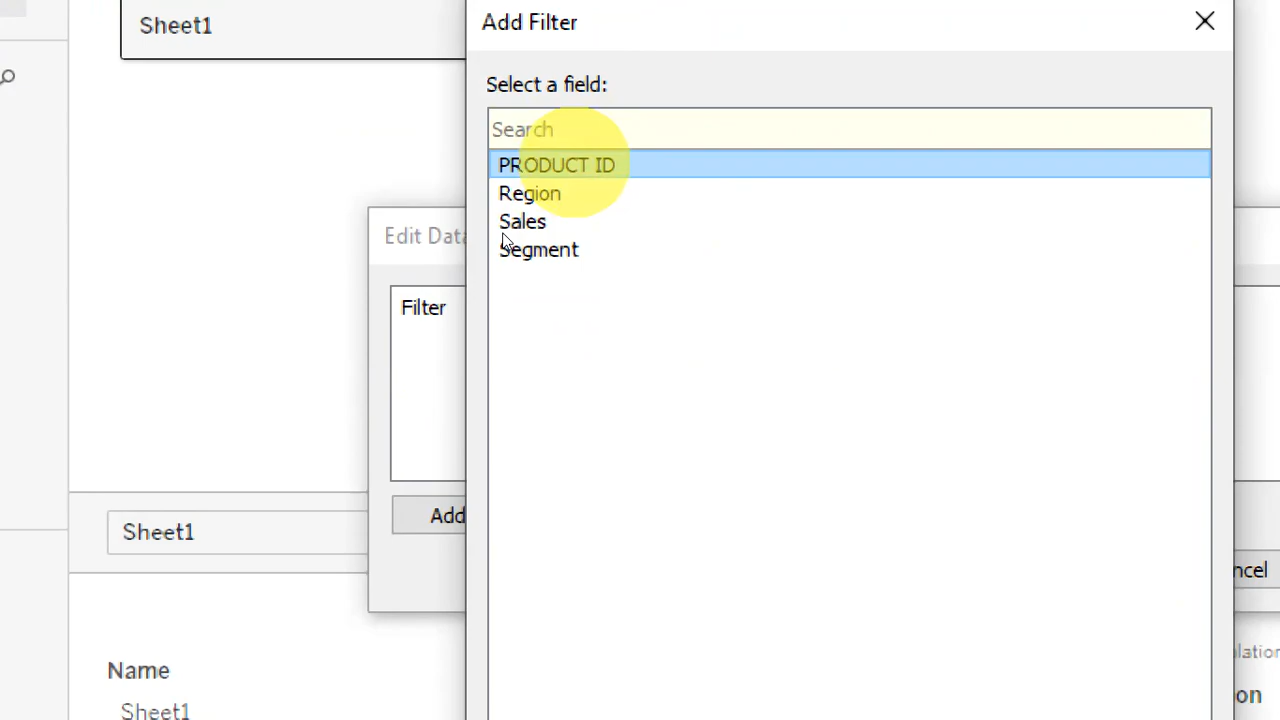 Sheet1
Add Filter
Select a field:
Search
PRODUCT ID
Region
Sales
Segment
Edit Data
Filter
Add
ncel
Sheet1
Name
Sheet1
lation
on